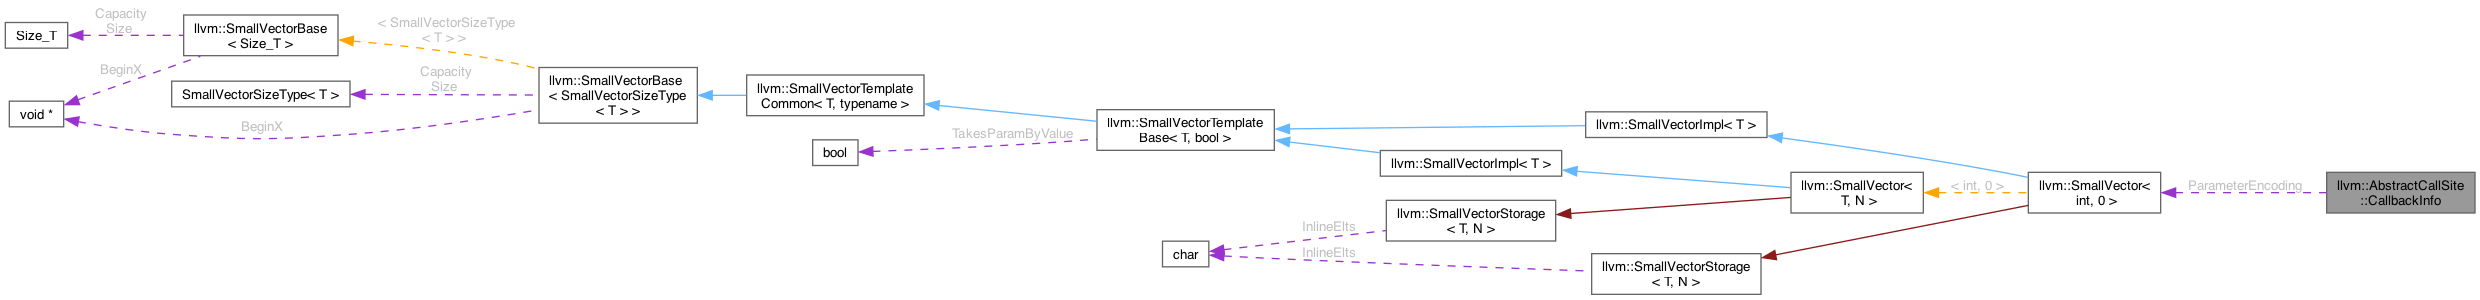 Capacity
Size
Size_T
llvm::SmallVectorBase
< Size_T >
< SmallVectorSizeType
< T > >
BeginX
Capacity
Size
SmallVectorSizeType< T >
void *
BeginX
llvm::SmallVectorBase
< SmallVectorSizeType
< T > >
llvm::SmallVectorTemplate
Common< T, typename >
TakesParamByValue
bool
llvm::SmallVectorTemplate
Base< T, bool >
llvm::SmallVectorImpl< T >
llvm::SmallVectorImpl< T >
llvm::SmallVector<
T, N >
< int, 0 >
llvm::SmallVector<
int, 0 >
ParameterEncoding
llvm::AbstractCallSite
::CallbackInfo
llvm::SmallVectorStorage
< T, N >
InlineElts
char
InlineElts
llvm::SmallVectorStorage
< T, N >